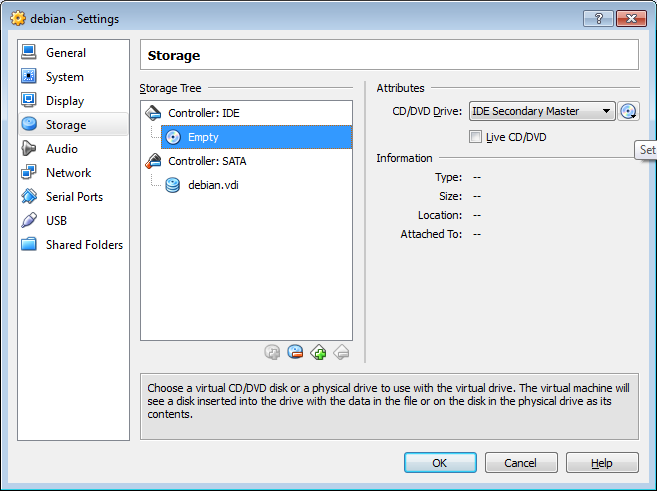 debian - Settings
General
System
Display
Storage
Audio
Network
Serial Ports
USB
Shared Folders
Storage
Storage Tree
Controller: IDE
Empty
Controller: SATA
debian.vdi
Attributes
CD/DVD Drive: IDE Secondary Master
Live CD/DVD
Set
Information
Type: --
Size: --
Location: --
Attached To: --
Choose a virtual CD/DVD disk or a physical drive to use with the virtual drive. The virtual machine will
see a disk inserted into the drive with the data in the file or on the disk in the physical drive as its
contents.
OK Cancel Help